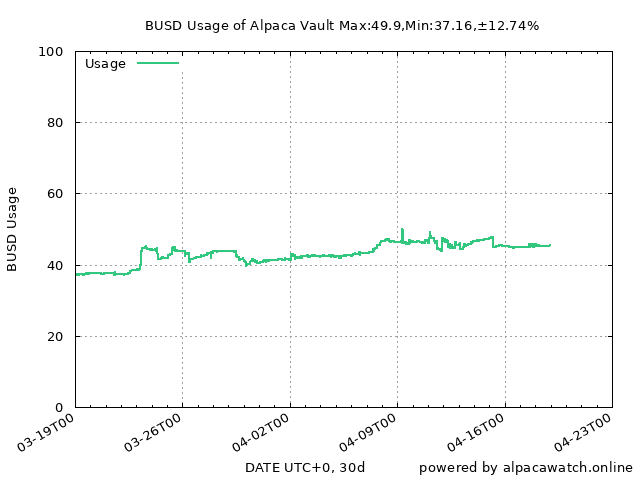 BUSD Usage of Alpaca Vault Max:49.9,Min:37.16,±12.74%
Usage
100
80
60
40
20
0
BUSD Usage
03-19T00
03-26T00
04-02T00
04-09T00
04-16T00
04-23T00
DATE UTC+0, 30d
powered by alpacawatch.online